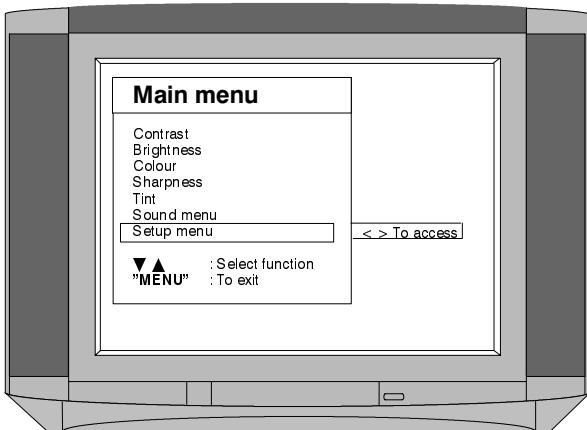 Main menu
Contrast
Brightness
Colour
Sharpness
Tint
Sound menu
Setup menu
< > To access
▼ ▲ : Select function
”MENU” : To exit